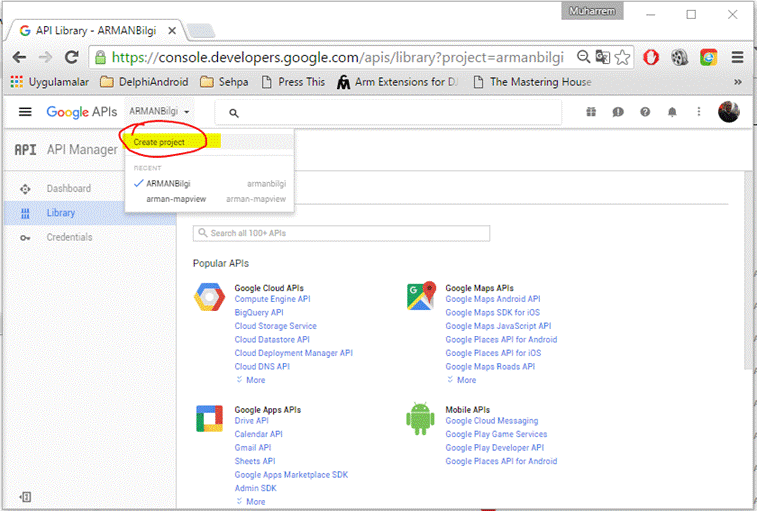 Muharrem
API Library - ARMANBilgi
https://console.developers.google.com/apis/library?project=armanbilgi
Uygulamalar DelphiAndroid Sehpa Press This Arm Extensions for DJ The Mastering House
Google APIs ARMANBilgi
Create project
API API Manager
RECENT
ARMANBilgi armanbilgi
arman-mapview arman-mapview
Dashboard
Library
Credentials
Search all 100+ APIs
Popular APIs
Google Cloud APIs
Compute Engine API
BigQuery API
Cloud Storage Service
Cloud Datastore API
Cloud Deployment Manager API
Cloud DNS API
More
Google Maps APIs
Google Maps Android API
Google Maps SDK for iOS
Google Maps JavaScript API
Google Places API for Android
Google Places API for iOS
Google Maps Roads API
More
Google Apps APIs
Drive API
Calendar API
Gmail API
Sheets API
Google Apps Marketplace SDK
Admin SDK
More
Mobile APIs
Google Cloud Messaging
Google Play Game Services
Google Play Developer API
Google Places API for Android